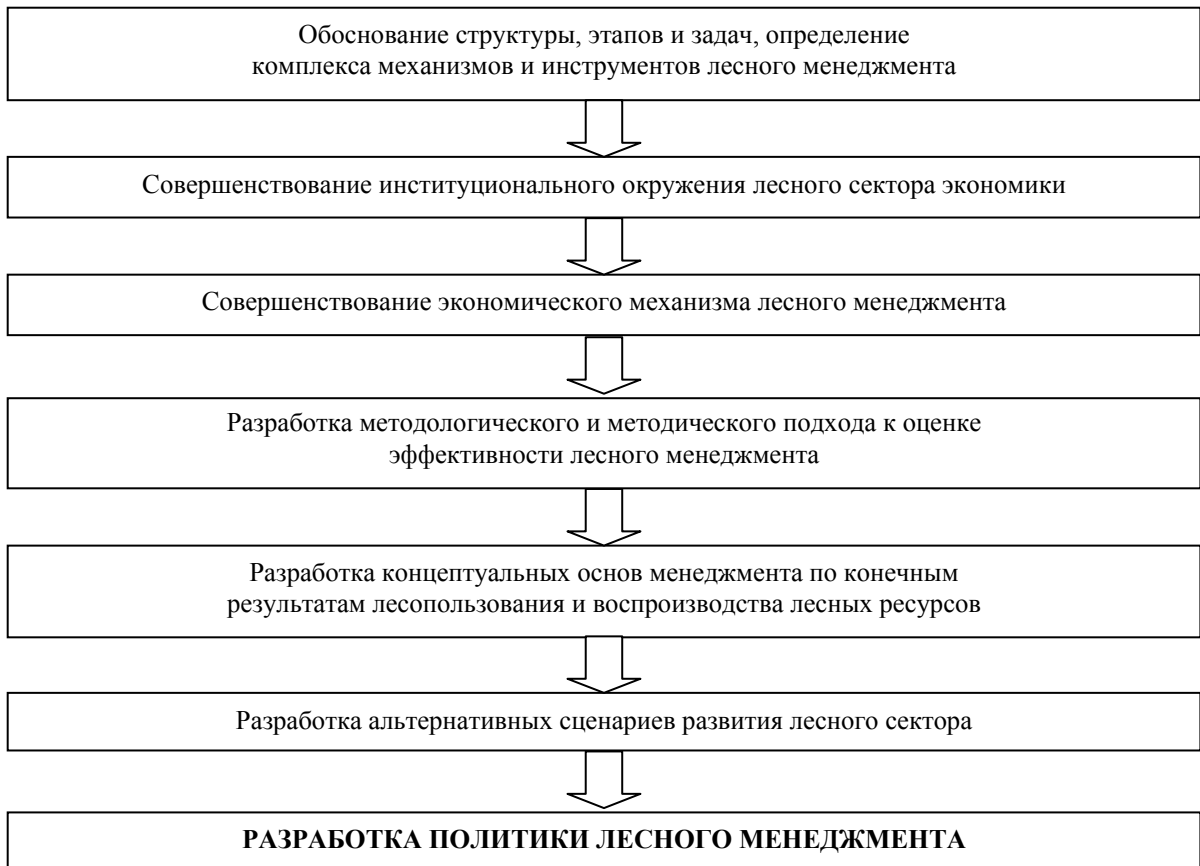 Обоснование структуры, этапов и задач, определение
комплекса механизмов и инструментов лесного менеджмента
Совершенствование институционального окружения лесного сектора экономики
Совершенствование экономического механизма лесного менеджмента
Разработка методологического и методического подхода к оценке
эффективности лесного менеджмента
Разработка концептуальных основ менеджмента по конечным
результатам лесопользования и воспроизводства лесных ресурсов
Разработка альтернативных сценариев развития лесного сектора
РАЗРАБОТКА ПОЛИТИКИ ЛЕСНОГО МЕНЕДЖМЕНТА